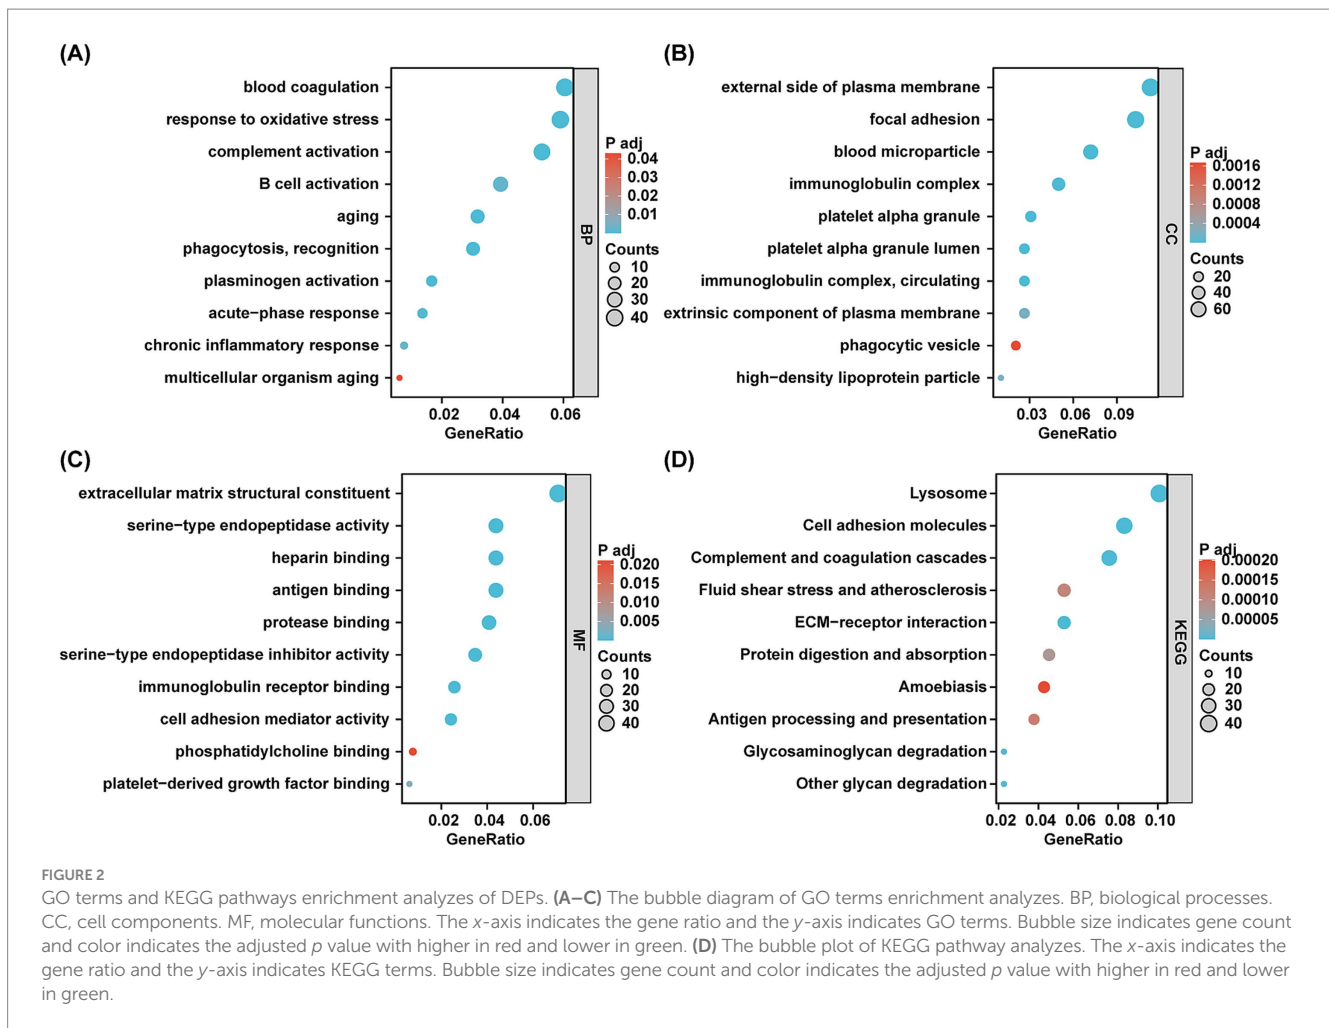 (A)
blood coagulation
response to oxidative stress
complement activation
B cell activation
aging
phagocytosis, recognition
plasminogen activation
acute−phase response
chronic inflammatory response
multicellular organism aging
0.02 0.04 0.06
GeneRatio
BP
P adj
0.04
0.03
0.02
0.01
Counts
10
20
30
40
(B)
external side of plasma membrane
focal adhesion
blood microparticle
immunoglobulin complex
platelet alpha granule
platelet alpha granule lumen
immunoglobulin complex, circulating
extrinsic component of plasma membrane
phagocytic vesicle
high−density lipoprotein particle
0.03 0.06 0.09
GeneRatio
CC
P adj
0.0016
0.0012
0.0008
0.0004
Counts
20
40
60
(C)
extracellular matrix structural constituent
serine−type endopeptidase activity
heparin binding
antigen binding
protease binding
serine−type endopeptidase inhibitor activity
immunoglobulin receptor binding
cell adhesion mediator activity
phosphatidylcholine binding
platelet−derived growth factor binding
0.02 0.04 0.06
GeneRatio
MF
P adj
0.020
0.015
0.010
0.005
Counts
10
20
30
40
(D)
Lysosome
Cell adhesion molecules
Complement and coagulation cascades
Fluid shear stress and atherosclerosis
ECM−receptor interaction
Protein digestion and absorption
Amoebiasis
Antigen processing and presentation
Glycosaminoglycan degradation
Other glycan degradation
0.02 0.04 0.06 0.08 0.10
GeneRatio
KEGG
P adj
0.00020
0.00015
0.00010
0.00005
Counts
10
20
30
40
FIGURE 2
GO terms and KEGG pathways enrichment analyzes of DEPs. (A–C) The bubble diagram of GO terms enrichment analyzes. BP, biological processes.
CC, cell components. MF, molecular functions. The x-axis indicates the gene ratio and the y-axis indicates GO terms. Bubble size indicates gene count
and color indicates the adjusted p value with higher in red and lower in green. (D) The bubble plot of KEGG pathway analyzes. The x-axis indicates the
gene ratio and the y-axis indicates KEGG terms. Bubble size indicates gene count and color indicates the adjusted p value with higher in red and lower
in green.